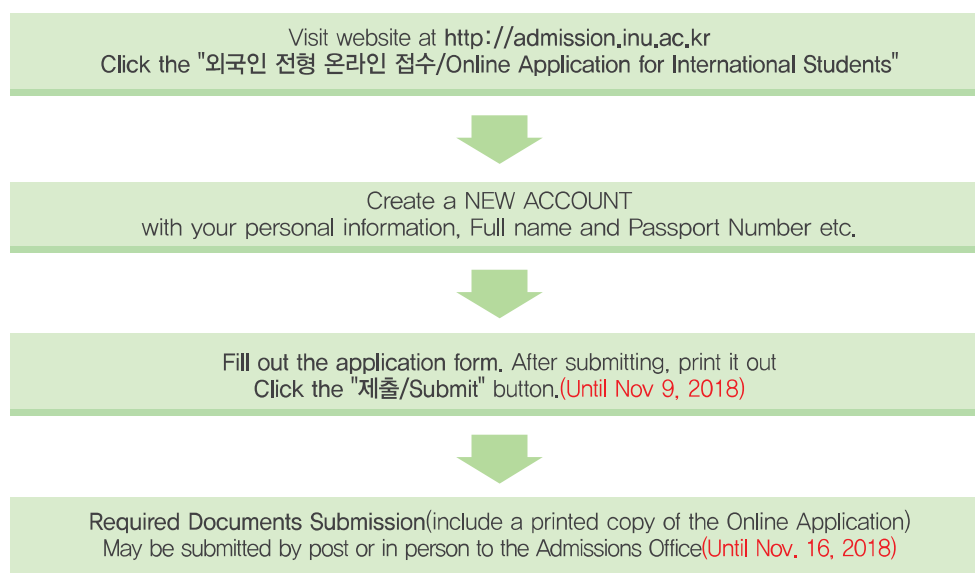 Visit website at http://admission.inu.ac.kr
Click the "외국인 전형 온라인 접수/Online Application for International Students"
Create a NEW ACCOUNT
with your personal information, Full name and Passport Number etc.
Fill out the application form. After submitting, print it out
Click the "제출/Submit" button.(Until Nov 9, 2018)
Required Documents Submission(include a printed copy of the Online Application)
May be submitted by post or in person to the Admissions Office(Until Nov. 16, 2018)